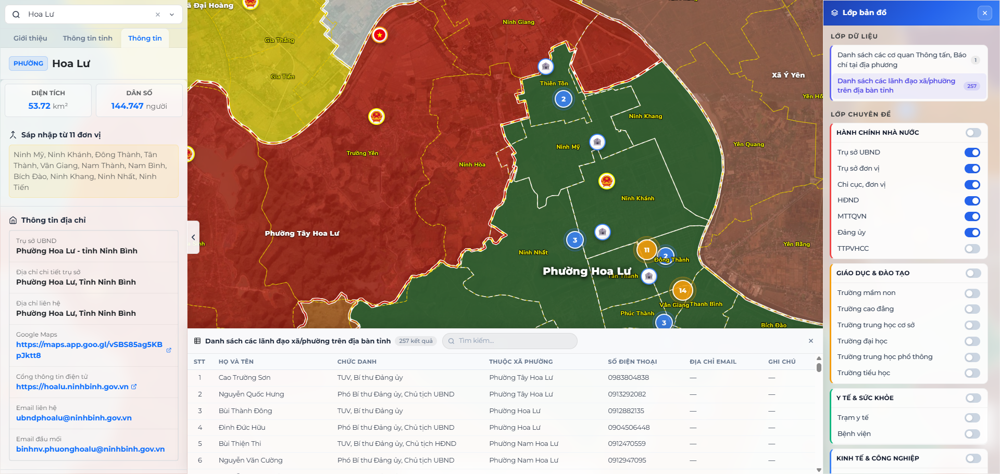 Hoa Lư
Giới thiệu
Thông tin tỉnh
Thông tin
PHƯỜNG
Hoa Lư
DIỆN TÍCH
53.72 km²
DÂN SỐ
144.747 người
Sáp nhập từ 11 đơn vị
Ninh Mỹ, Ninh Khánh, Đông Thành, Tân
Thành, Vân Giang, Nam Thành, Nam Bình,
Bích Đào, Ninh Khang, Ninh Nhất, Ninh
Tiến
Thông tin địa chỉ
Trụ sở UBND
Phường Hoa Lư - tỉnh Ninh Bình
Địa chỉ chi tiết trụ sở
Phường Hoa Lư, Tỉnh Ninh Bình
Địa chỉ liên hệ
Phường Hoa Lư, Tỉnh Ninh Bình
Google Maps
https://maps.app.goo.gl/vSBS85ag5KB
pJktt8
Cổng thông tin điện tử
https://hoalu.ninhbinh.gov.vn
Email liên hệ
ubndphoalu@ninhbinh.gov.vn
Email đầu mối
binhnv.phuonghoalu@ninhbinh.gov.vn
ã Đại Hoàng
Ninh Giang
Gia Thắng
Gia Tiến
Thiên Tôn
2
Xã Ý Yên
Yên Hồ
Ninh Khang
Yên Quang
Ninh Mỹ
Trường Yên
Ninh Hòa
Ninh Khánh
Phường Tây Hoa Lư
Sinh
3
Yên Bằng
Ninh Nhất
11
2
Đông Thành
Phường Hoa Lư
Tân Thành
14
Vân Giang
Thanh Bình
Phúc Thành
3
Bích Đào
Danh sách các lãnh đạo xã/phường trên địa bàn tỉnh
257 kết quả
Tìm kiếm...
STT HỌ VÀ TÊN CHỨC DANH THUỘC XÃ PHƯỜNG SỐ ĐIỆN THOẠI ĐỊA CHỈ EMAIL GHI CHÚ
1 Cao Trường Sơn TUV, Bí thư Đảng ủy Phường Tây Hoa Lư 0983804838 — —
2 Nguyễn Quốc Hưng Phó Bí thư Đảng ủy, Chủ tịch UBND Phường Tây Hoa Lư 0913292082 — —
3 Bùi Thành Đông TUV, Bí thư Đảng ủy Phường Hoa Lư 0912882135 — —
4 Đinh Đức Hữu Phó Bí thư Đảng ủy, Chủ tịch UBND Phường Hoa Lư 0904506448 — —
5 Bùi Thiện Thi TUV, Bí thư Đảng ủy, Chủ tịch HĐND Phường Nam Hoa Lư 0912470559 — —
6 Nguyễn Văn Cường Phó Bí thư Đảng ủy, Chủ tịch UBND Phường Nam Hoa Lư 0912947095 — —
Lớp bản đồ
LỚP DỮ LIỆU
Danh sách các cơ quan Thông tấn, Báo
chí tại địa phương
1
Danh sách các lãnh đạo xã/phường
trên địa bàn tỉnh
257
LỚP CHUYÊN ĐỀ
HÀNH CHÍNH NHÀ NƯỚC
Trụ sở UBND
Trụ sở đơn vị
Chi cục, đơn vị
HĐND
MTTQVN
Đảng ủy
TTPVHCC
GIÁO DỤC & ĐÀO TẠO
Trường mầm non
Trường cao đẳng
Trường trung học cơ sở
Trường đại học
Trường trung học phổ thông
Trường tiểu học
Y TẾ & SỨC KHỎE
Trạm y tế
Bệnh viện
KINH TẾ & CÔNG NGHIỆP